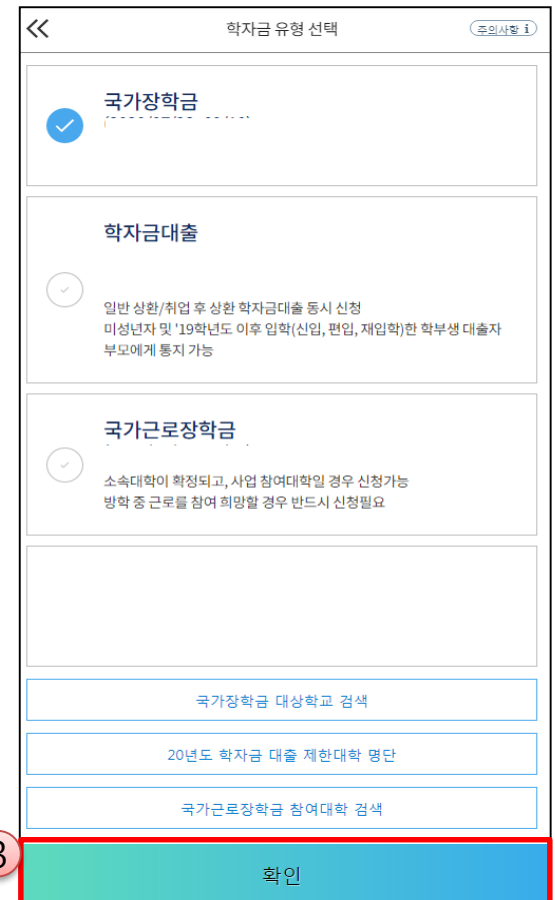 학자금 유형 선택
주의사항 i
국가장학금
학자금대출
일반 상환/취업 후 상환 학자금대출 동시 신청
미성년자 및 '19학년도 이후 입학(신입, 편입, 재입학)한 학부생 대출자
부모에게 통지 가능
국가근로장학금
소속대학이 확정되고, 사업 참여대학일 경우 신청가능
방학 중 근로를 참여 희망할 경우 반드시 신청필요
국가장학금 대상학교 검색
20년도 학자금 대출 제한대학 명단
국가근로장학금 참여대학 검색
3
확인